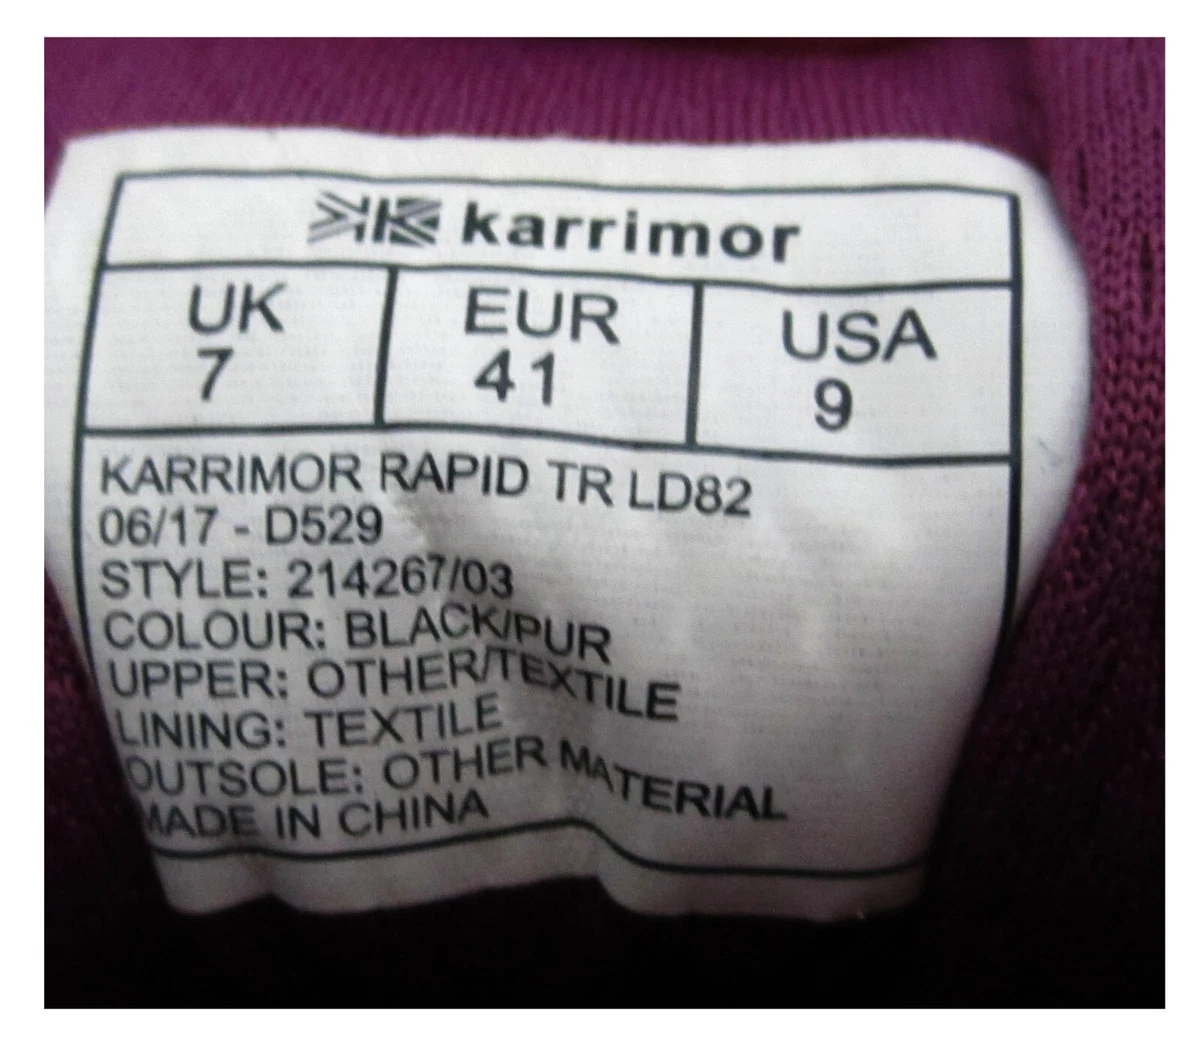 karrimor
UK EUR USA
7 41 9
KARRIMOR RAPID TR LD82
06/17 - D529
STYLE: 214267/03
COLOUR: BLACK/PUR
UPPER: OTHER/TEXTILE
LINING: TEXTILE
OUTSOLE: OTHER MATERIAL
MADE IN CHINA